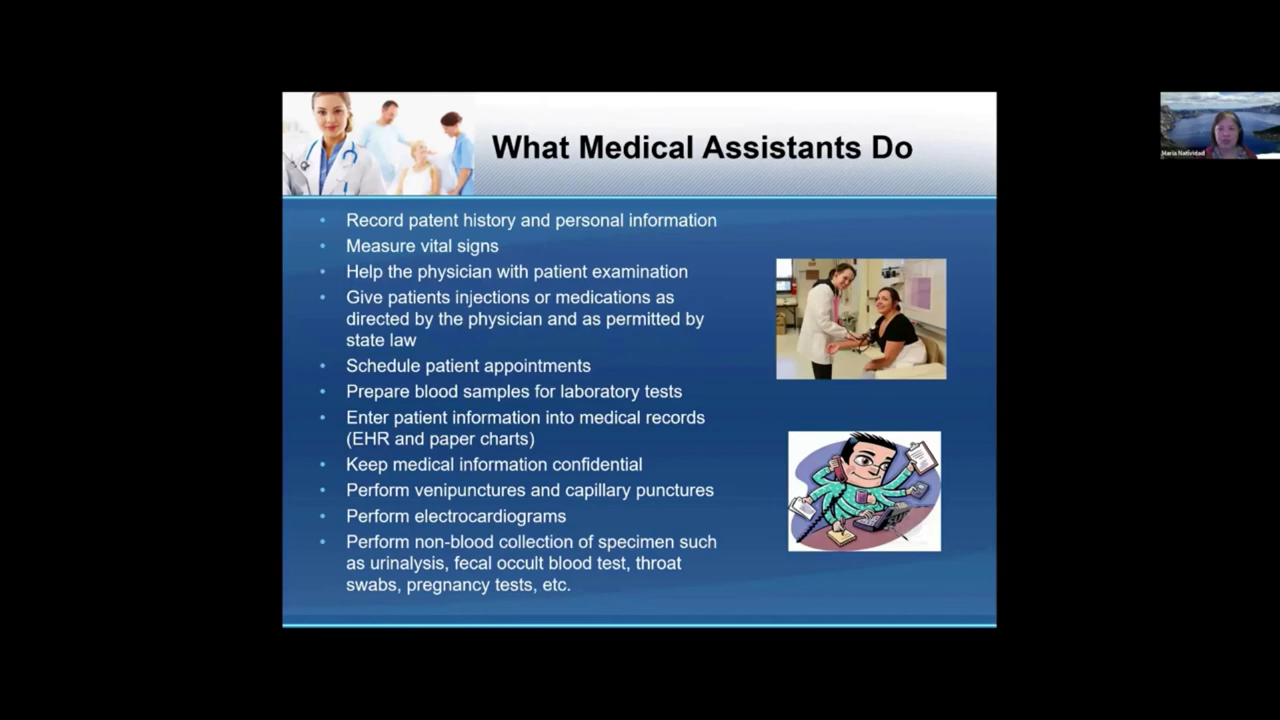 What Medical Assistants Do
• Record patent history and personal information
• Measure vital signs
• Help the physician with patient examination
• Give patients injections or medications as
directed by the physician and as permitted by
state law
• Schedule patient appointments
• Prepare blood samples for laboratory tests
• Enter patient information into medical records
(EHR and paper charts)
• Keep medical information confidential
• Perform venipunctures and capillary punctures
• Perform electrocardiograms
• Perform non-blood collection of specimen such
as urinalysis, fecal occult blood test, throat
swabs, pregnancy tests, etc.
Maria Natividad